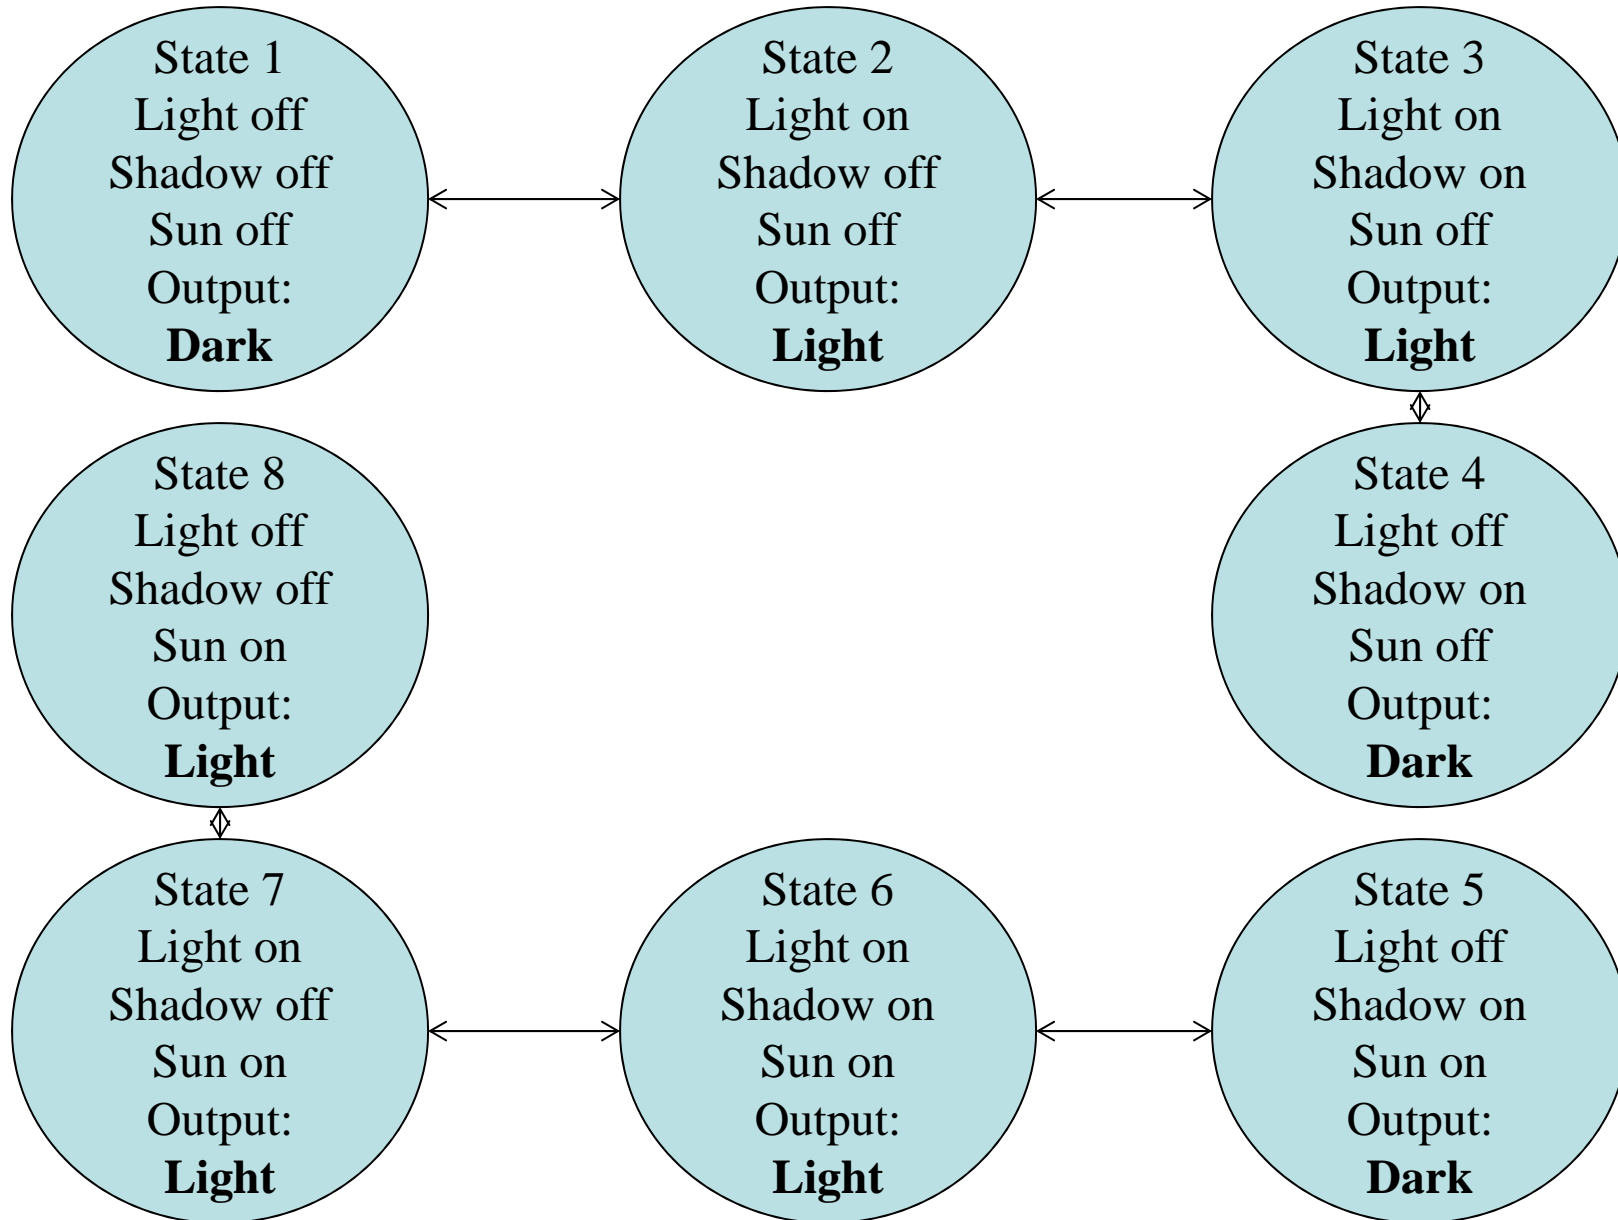 State 1
Light off
Shadow off
Sun off
Output:
Dark
State 2
Light on
Shadow off
Sun off
Output:
Light
State 3
Light on
Shadow on
Sun off
Output:
Light
State 8
Light off
Shadow off
Sun on
Output:
Light
State 4
Light off
Shadow on
Sun off
Output:
Dark
State 7
Light on
Shadow off
Sun on
Output:
Light
State 6
Light on
Shadow on
Sun on
Output:
Light
State 5
Light off
Shadow on
Sun on
Output:
Dark